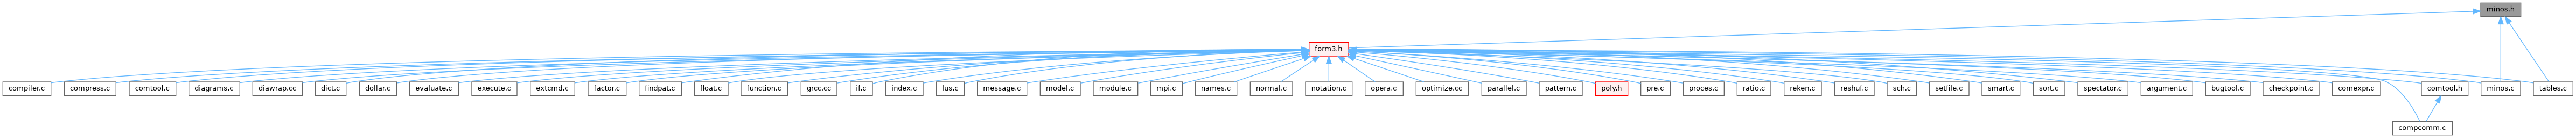 minos.h
form3.h
compiler.c
compress.c
comtool.c
diagrams.c
diawrap.cc
dict.c
dollar.c
evaluate.c
execute.c
extcmd.c
factor.c
findpat.c
float.c
function.c
grcc.cc
if.c
index.c
lus.c
message.c
model.c
module.c
mpi.c
names.c
normal.c
notation.c
opera.c
optimize.cc
parallel.c
pattern.c
poly.h
pre.c
proces.c
ratio.c
reken.c
reshuf.c
sch.c
setfile.c
smart.c
sort.c
spectator.c
argument.c
bugtool.c
checkpoint.c
comexpr.c
comtool.h
minos.c
tables.c
compcomm.c